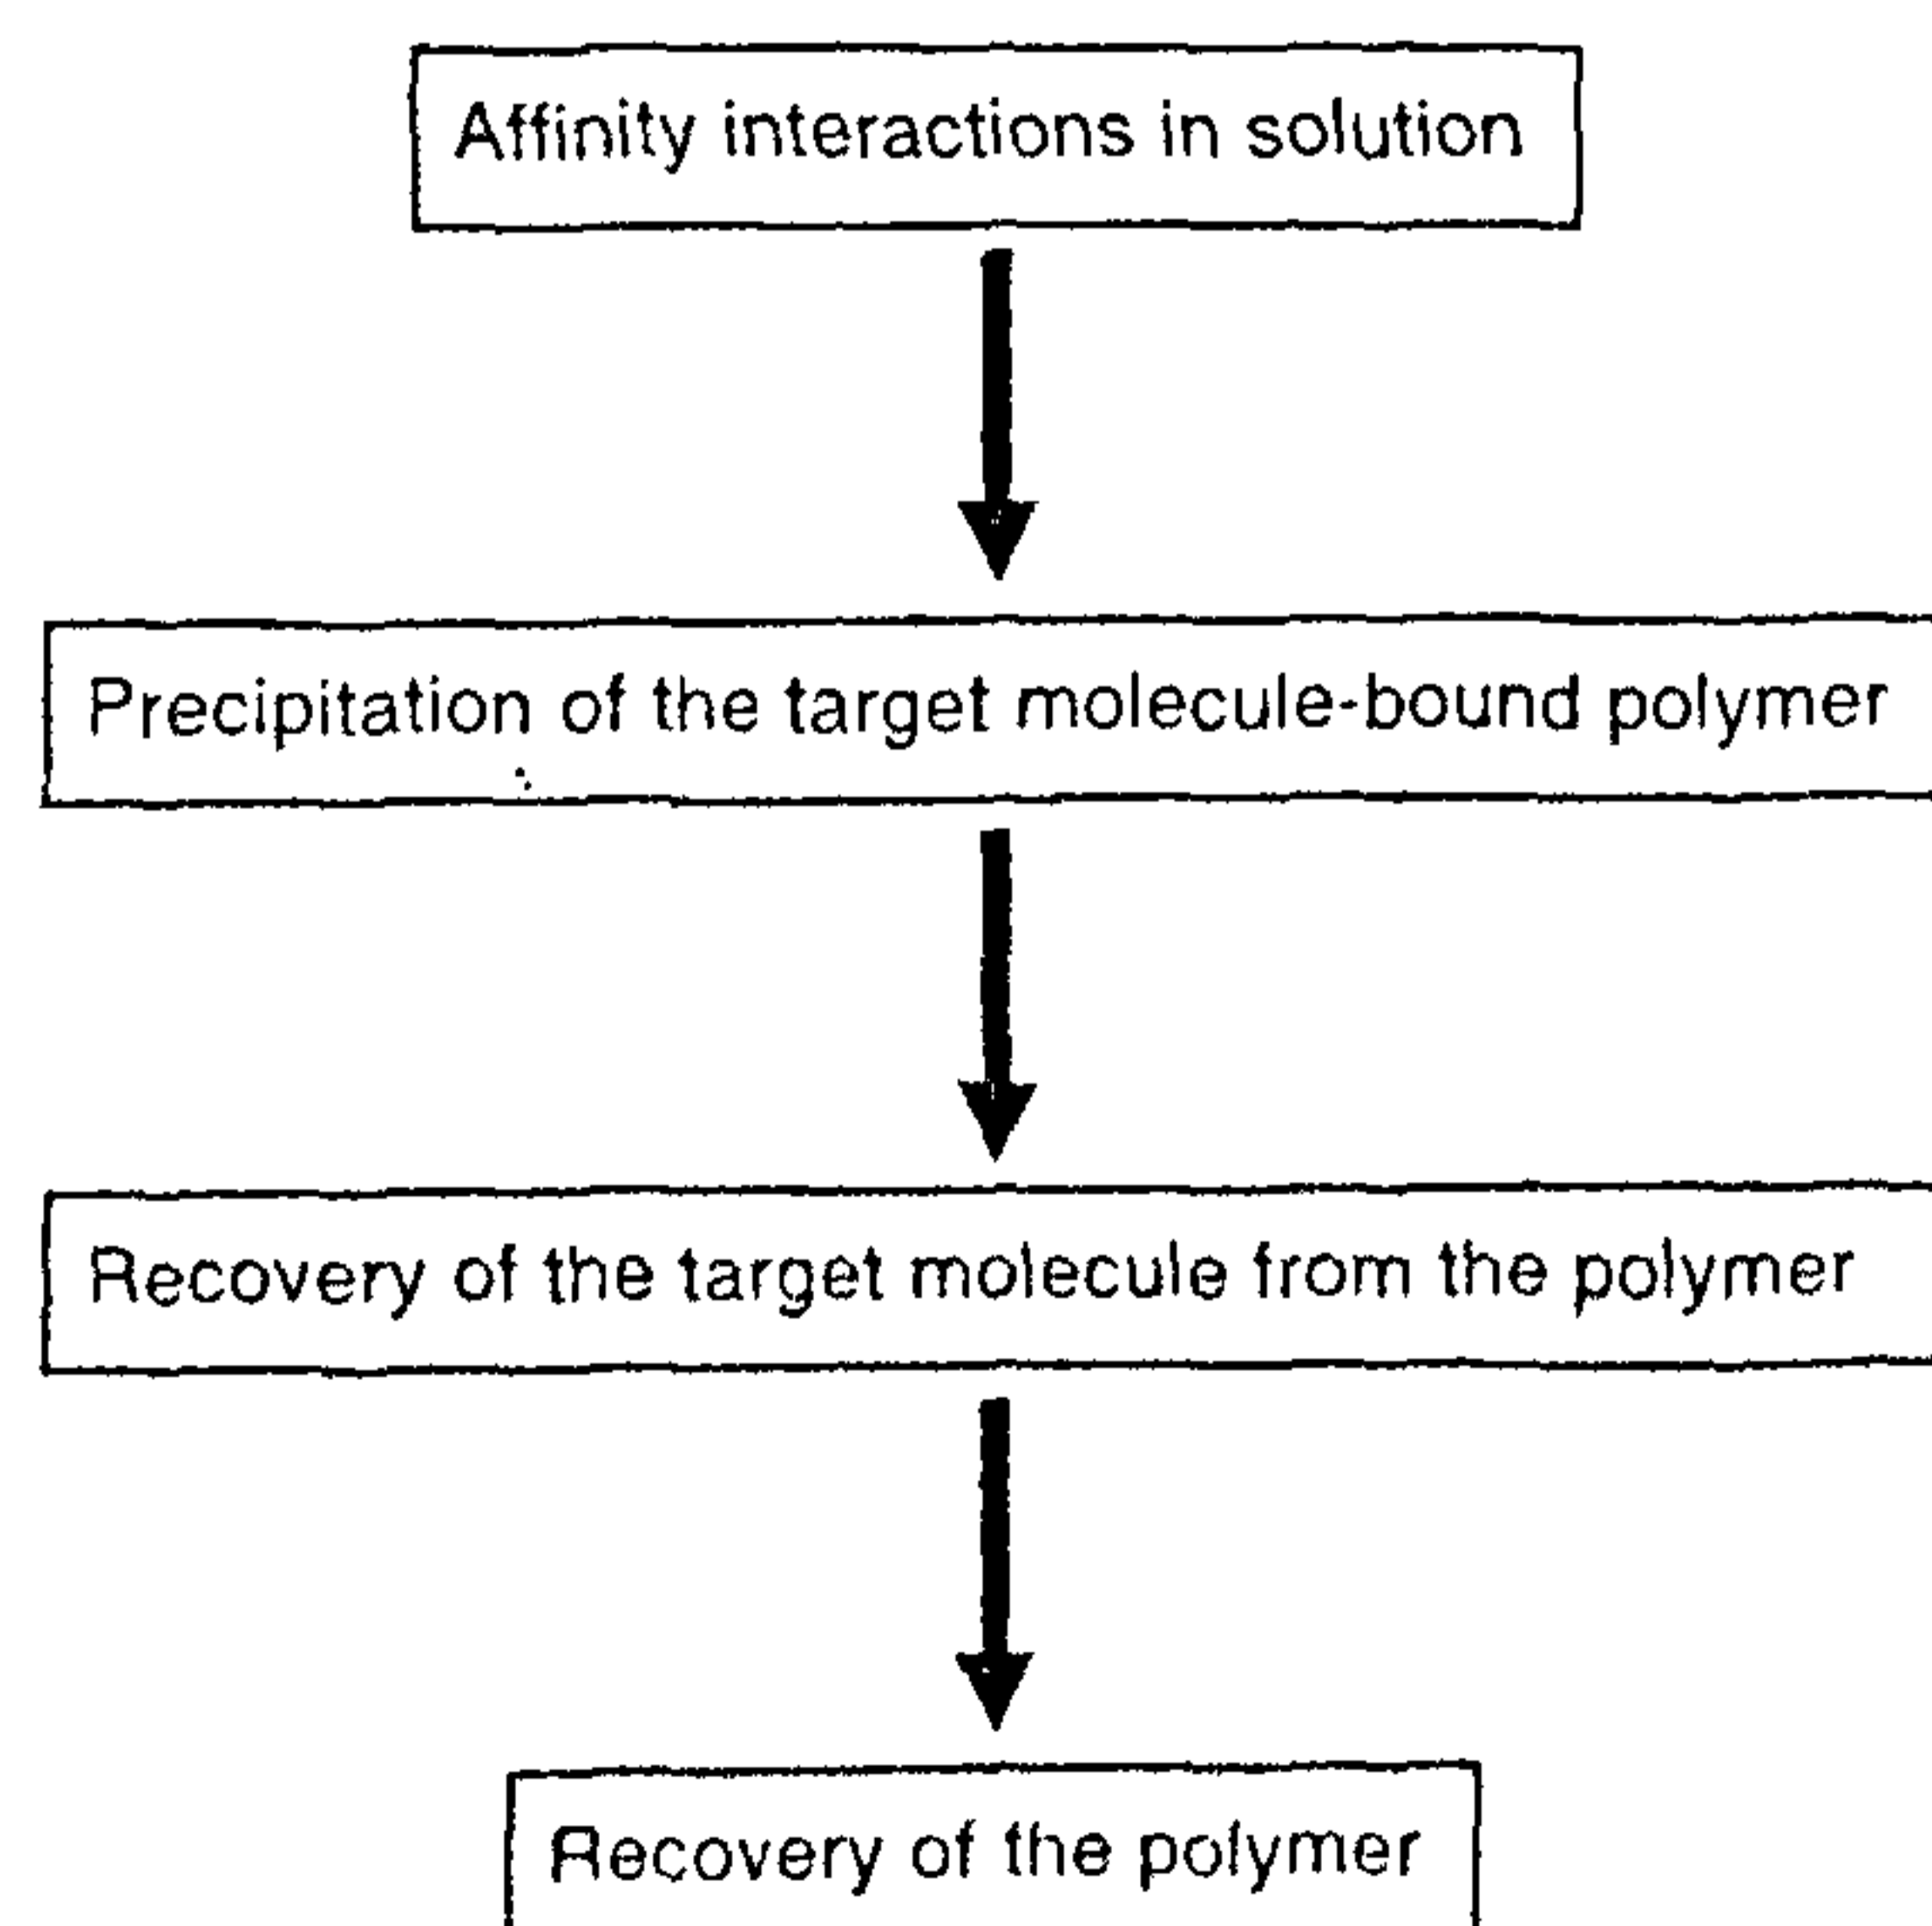 Affinity interactions in solution
Precipitation of the target molecule-bound polymer
Recovery of the target molecule from the polymer
Recovery of the polymer